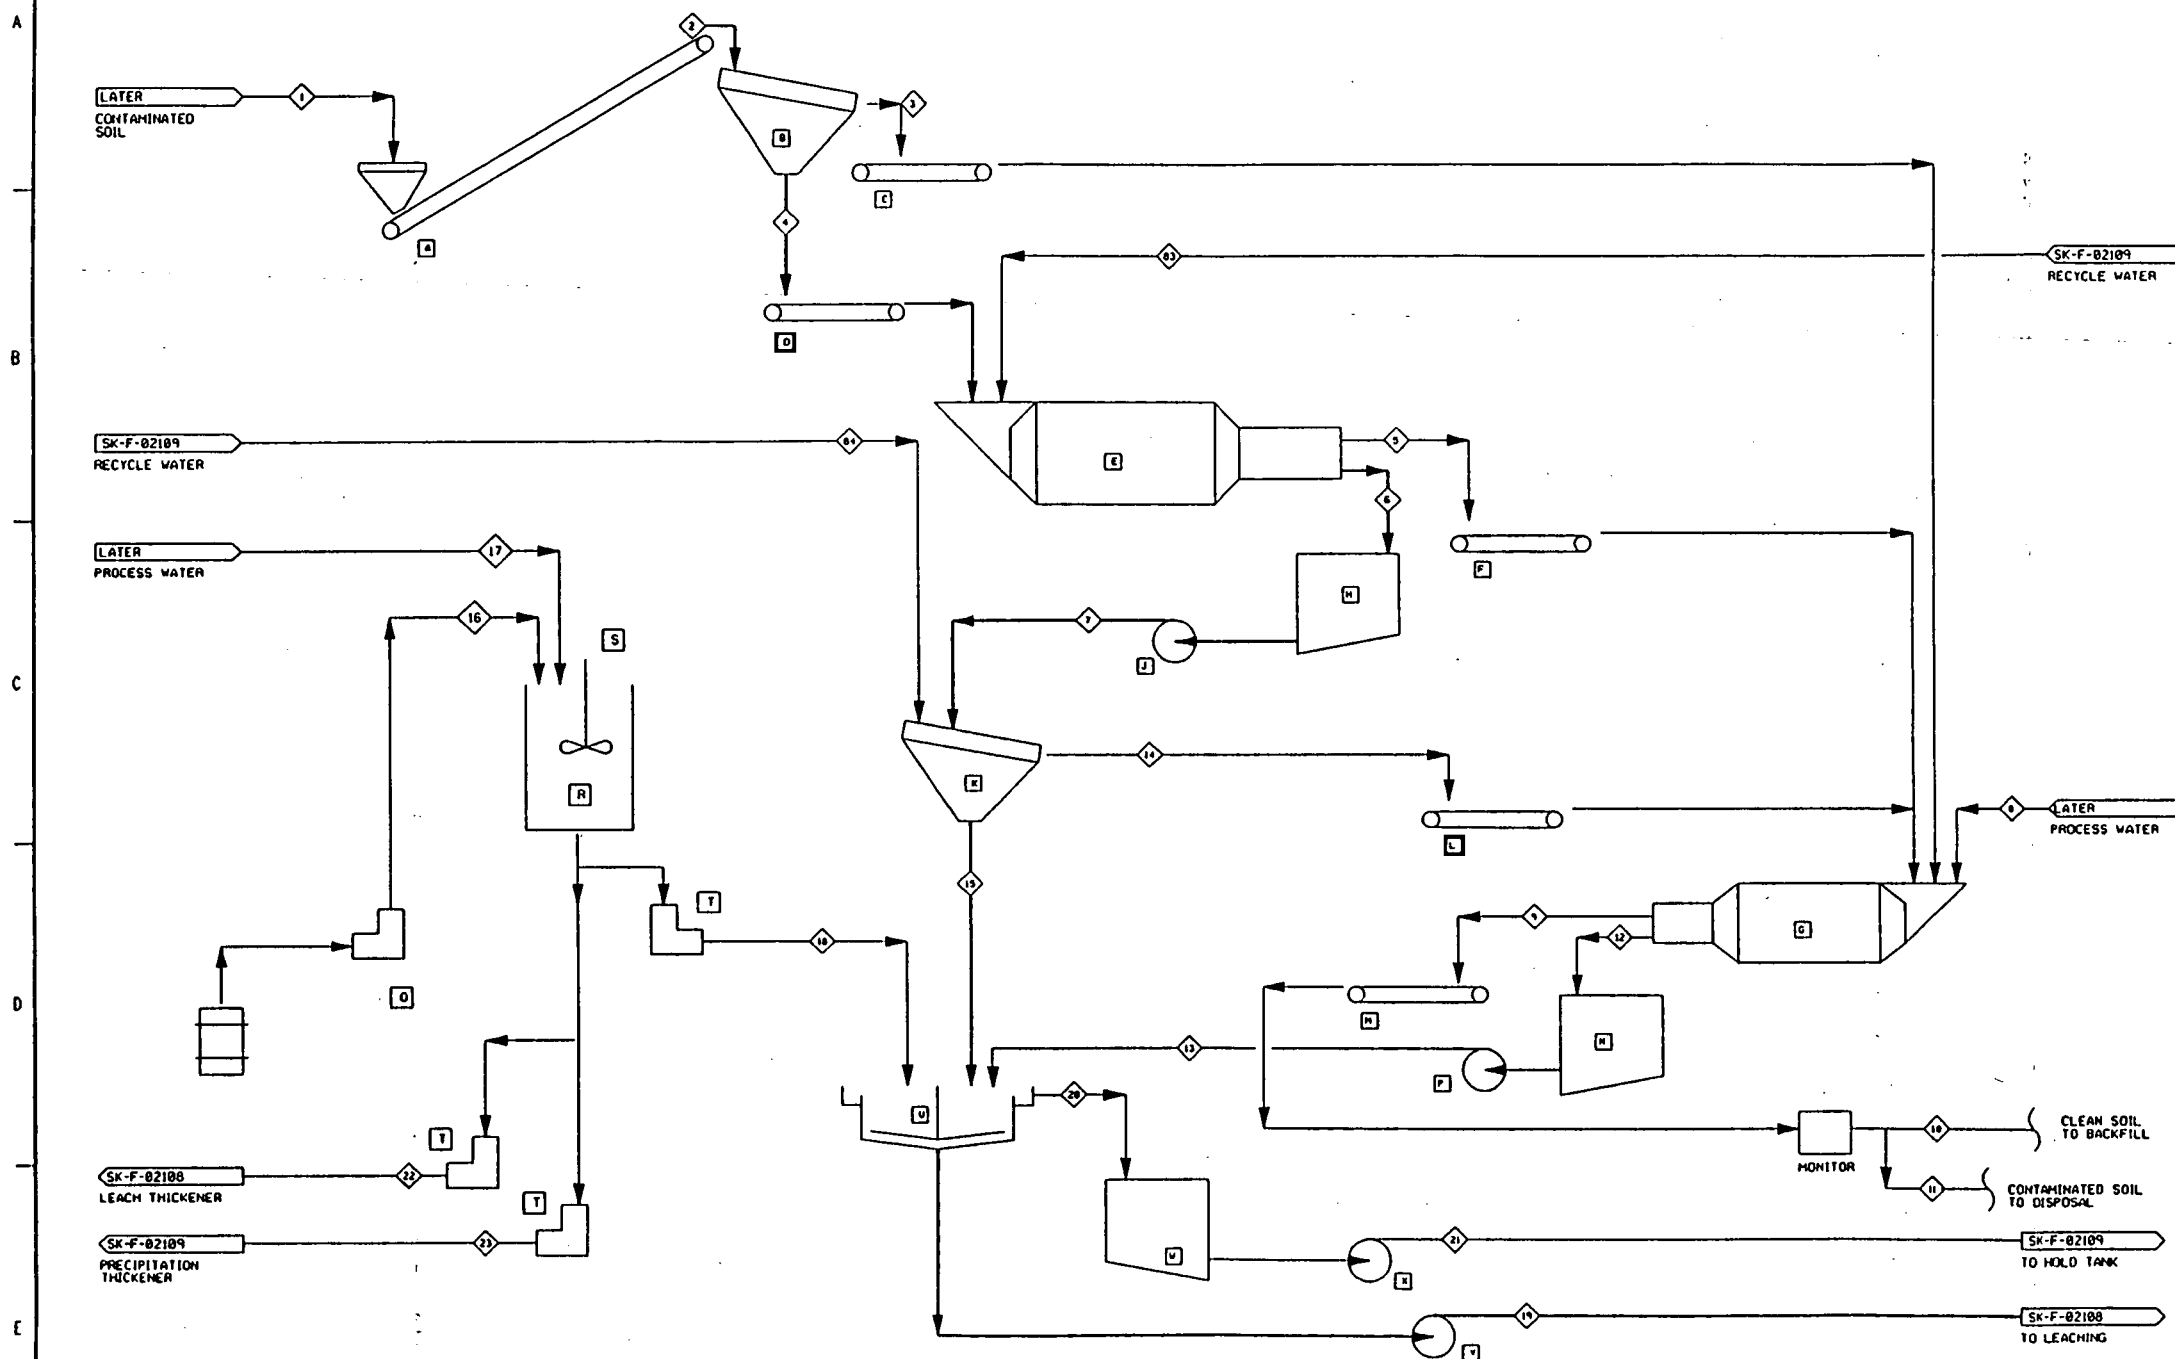 A
2
LATER
1
CONTAMINATED
SOIL
3
B
C
4
A
83
SK-F-02109
RECYCLE WATER
D
B
SK-F-02109
84
RECYCLE WATER
5
E
6
LATER
17
PROCESS WATER
F
H
16
7
S
J
C
14
K
R
8
LATER
PROCESS WATER
L
15
T
9
G
18
12
Q
D
M
N
13
P
20
U
10
CLEAN SOIL
TO BACKFILL
T
MONITOR
SK-F-02108
22
LEACH THICKENER
11
CONTAMINATED SOIL
TO DISPOSAL
T
SK-F-02109
23
PRECIPITATION
THICKENER
W
21
SK-F-02109
TO HOLD TANK
X
E
19
SK-F-02108
TO LEACHING